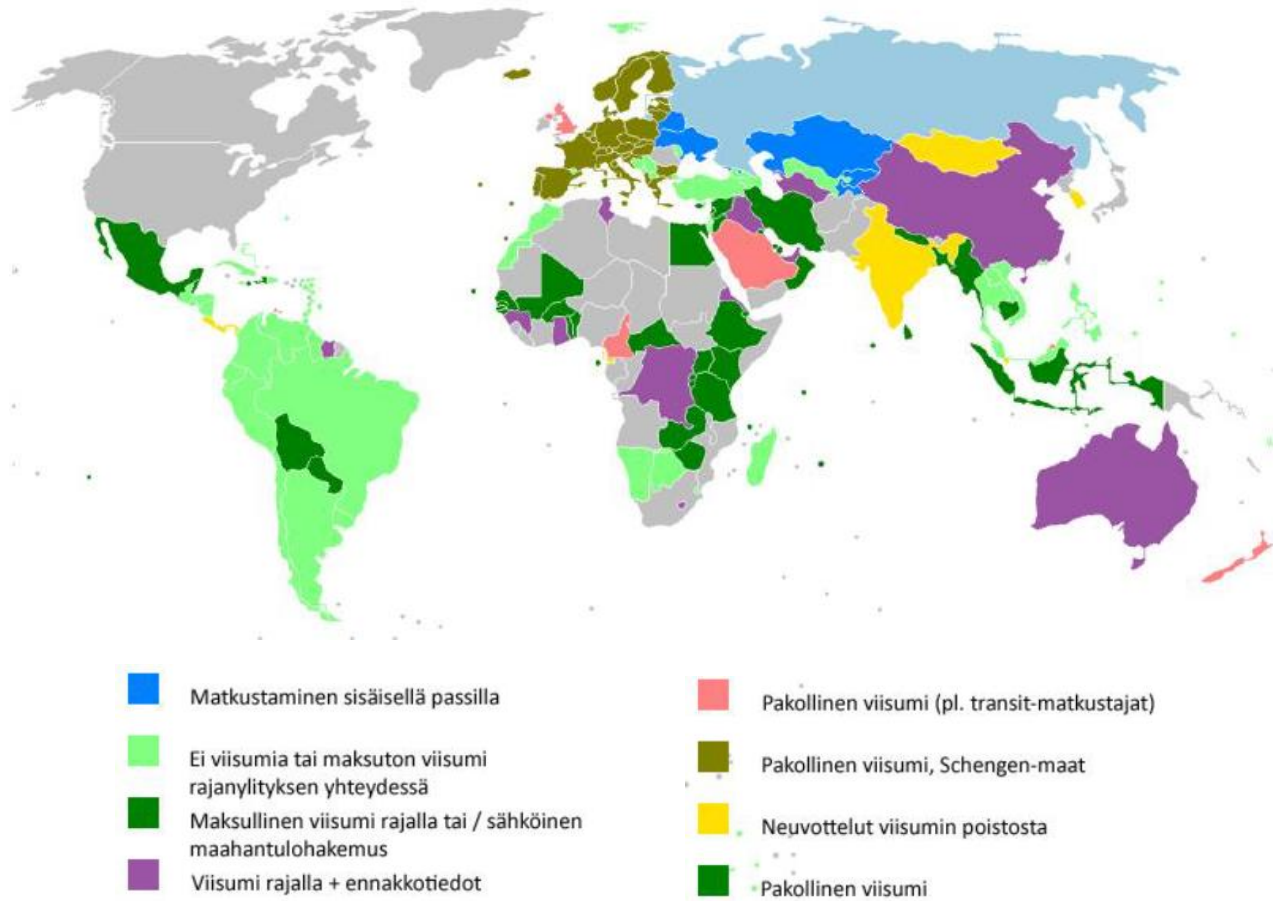 Matkustaminen sisäisellä passilla
Ei viisumia tai maksuton viisumi
rajanylityksen yhteydessä
Maksullinen viisumi rajalla tai / sähköinen
maahantulohakemus
Viisumi rajalla + ennakkotiedot
Pakollinen viisumi (pl. transit-matkustajat)
Pakollinen viisumi, Schengen-maat
Neuvottelut viisumin poistosta
Pakollinen viisumi